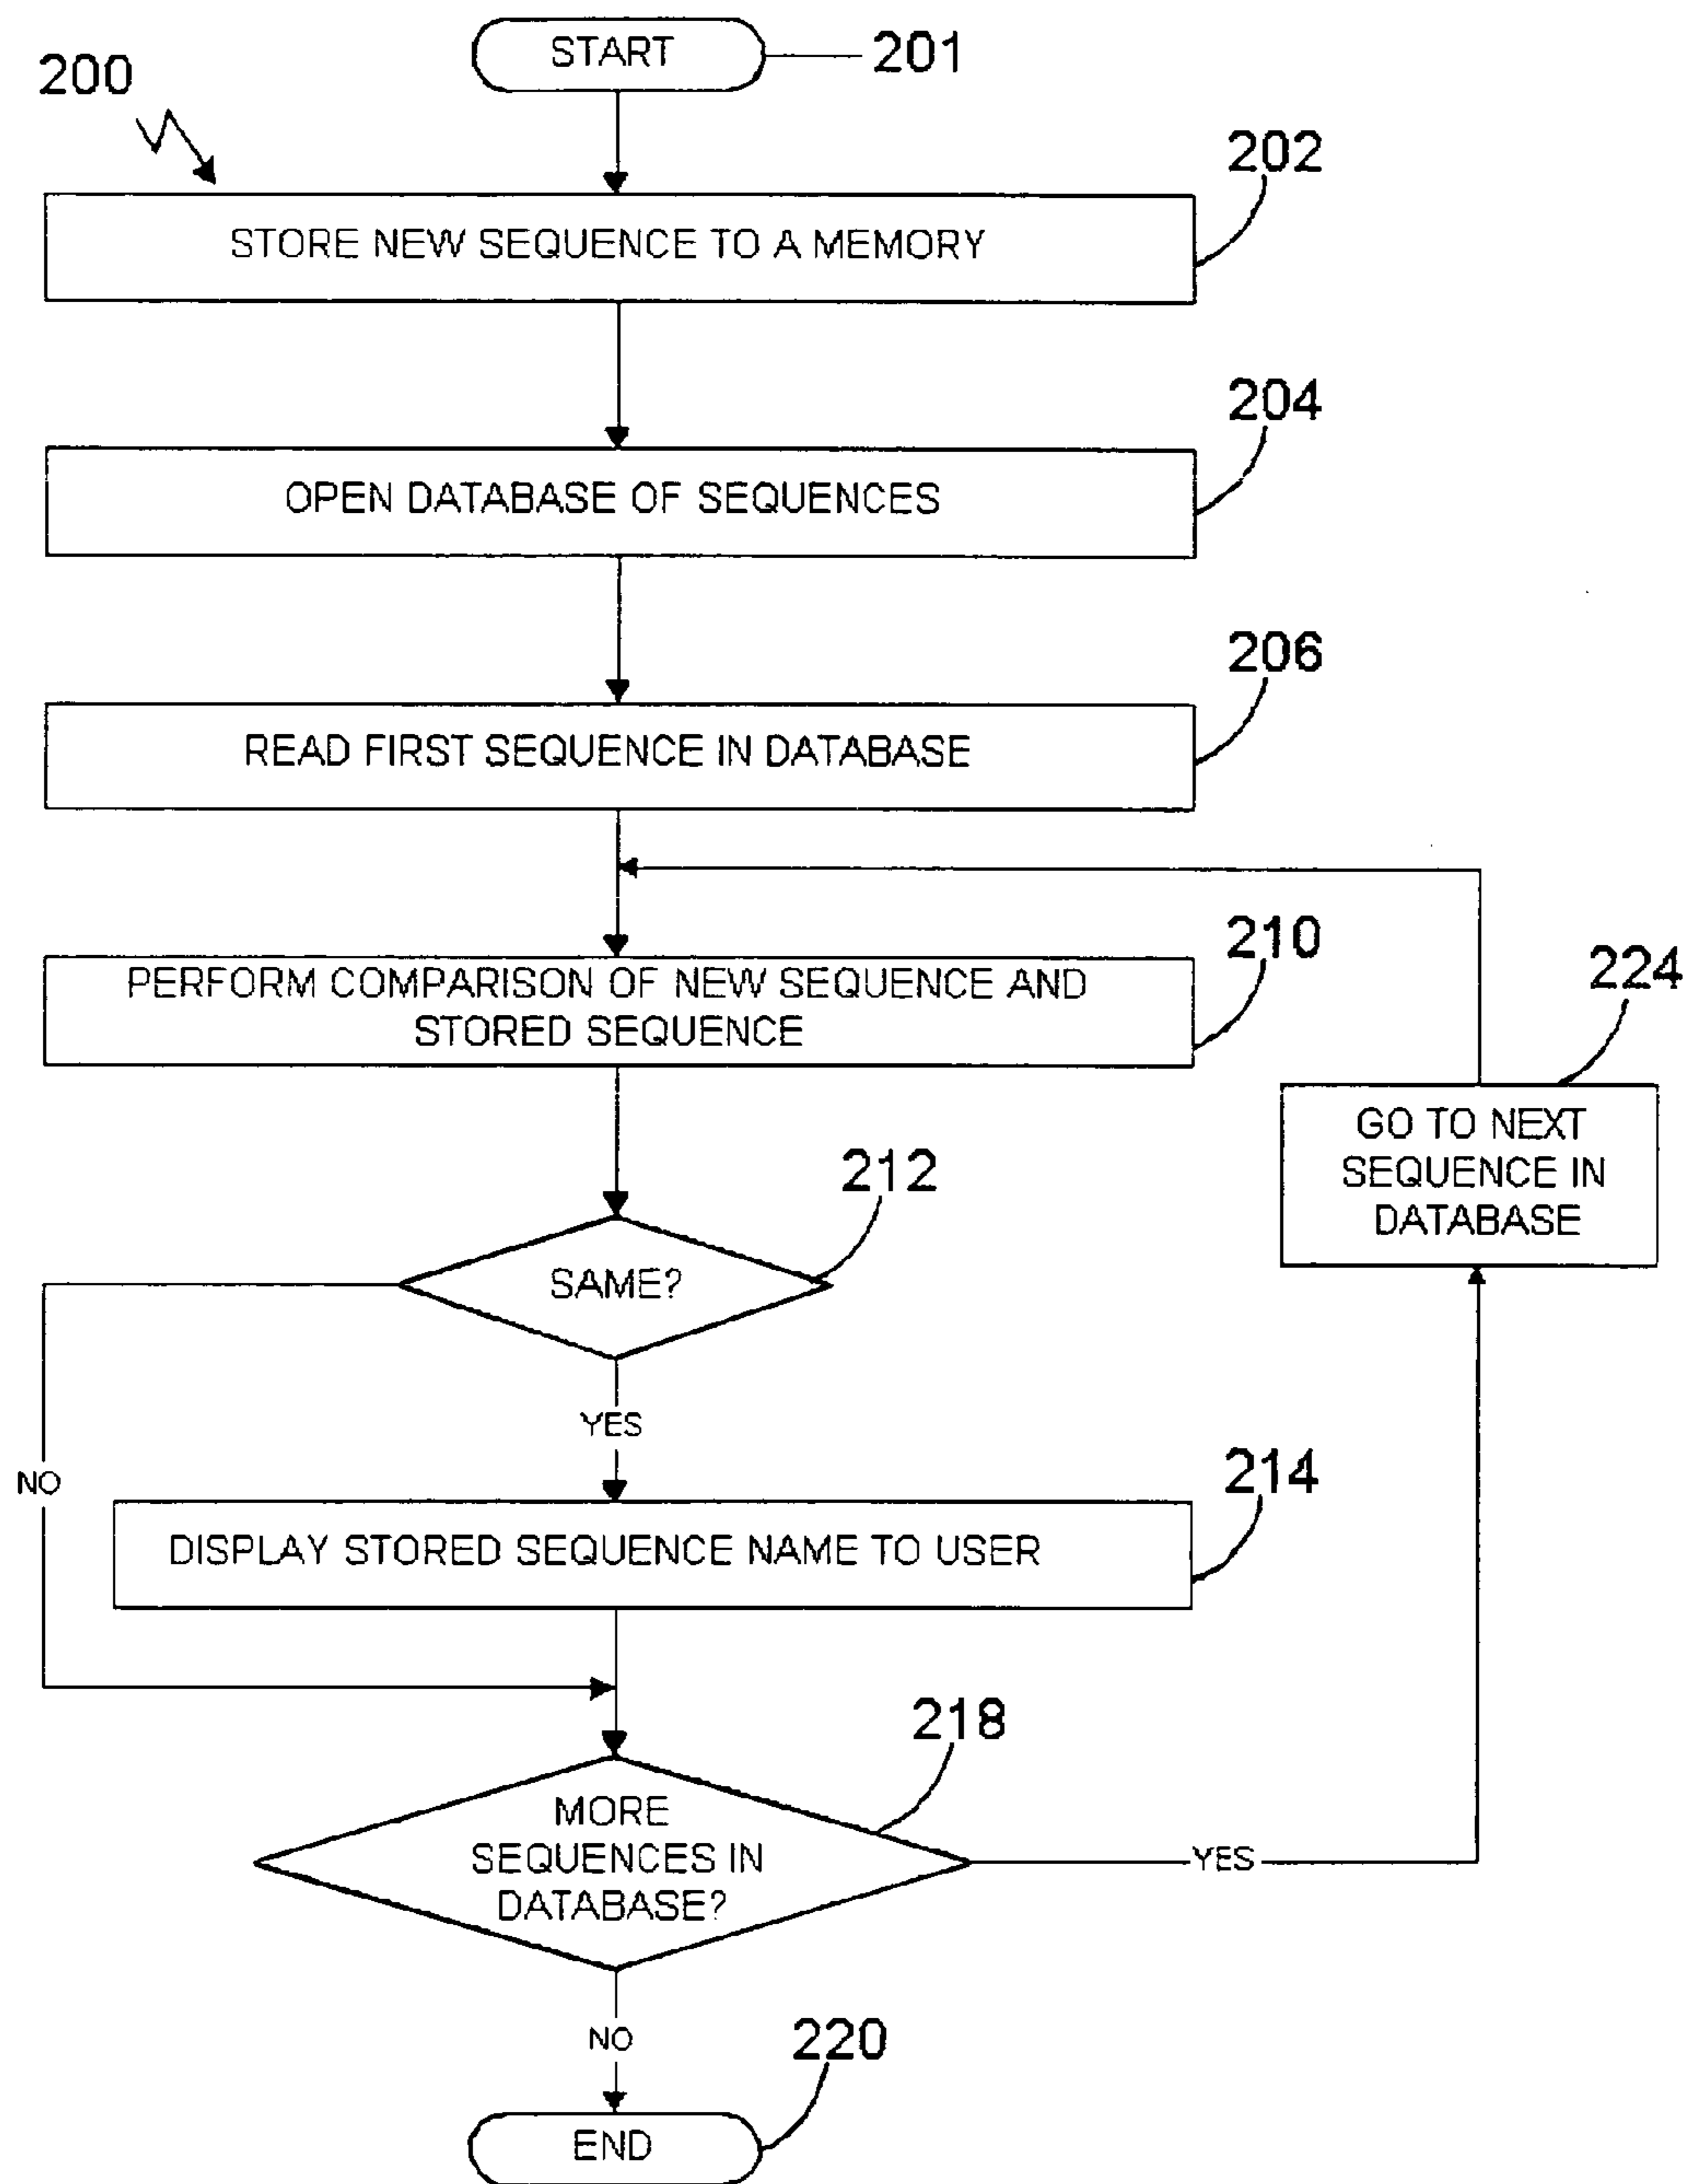 START
201
200
202
STORE NEW SEQUENCE TO A MEMORY
204
OPEN DATABASE OF SEQUENCES
206
READ FIRST SEQUENCE IN DATABASE
210
PERFORM COMPARISON OF NEW SEQUENCE AND
STORED SEQUENCE
224
GO TO NEXT
SEQUENCE IN
DATABASE
212
SAME?
YES
NO
214
DISPLAY STORED SEQUENCE NAME TO USER
218
MORE
SEQUENCES IN
DATABASE?
YES
NO
220
END